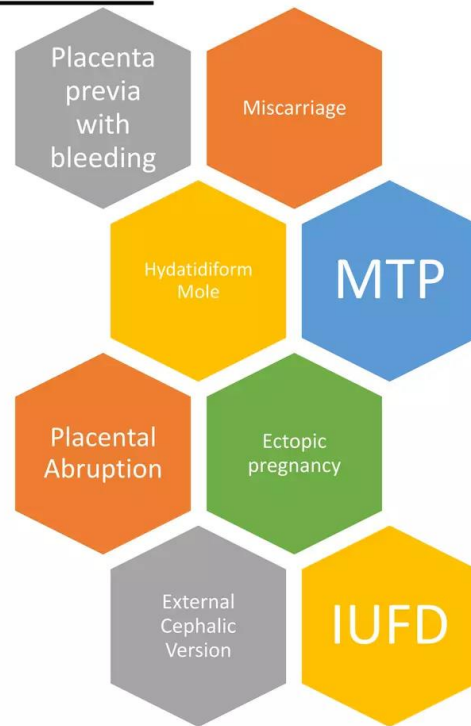 Placenta
previa
with
bleeding
Miscarriage
Hydatidiform
Mole
MTP
Placental
Abruption
Ectopic
pregnancy
External
Cephalic
Version
IUFD